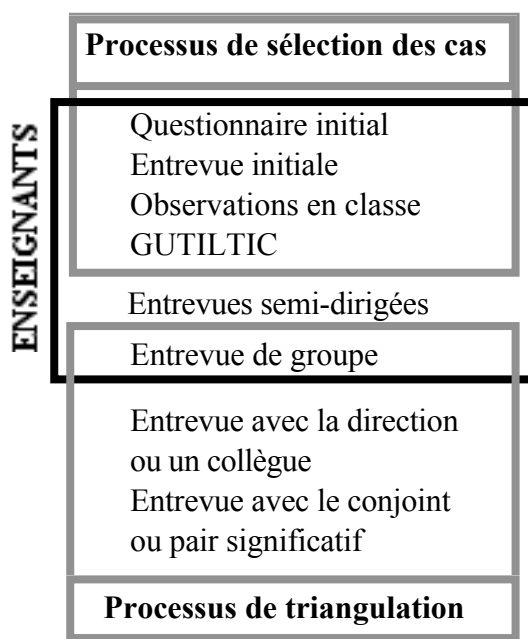 Processus de sélection des cas
ENSEIGNANTS
Questionnaire initial
Entrevue initiale
Observations en classe
GUTILTIC
Entrevues semi-dirigées
Entrevue de groupe
Entrevue avec la direction
ou un collègue
Entrevue avec le conjoint
ou pair significatif
Processus de triangulation